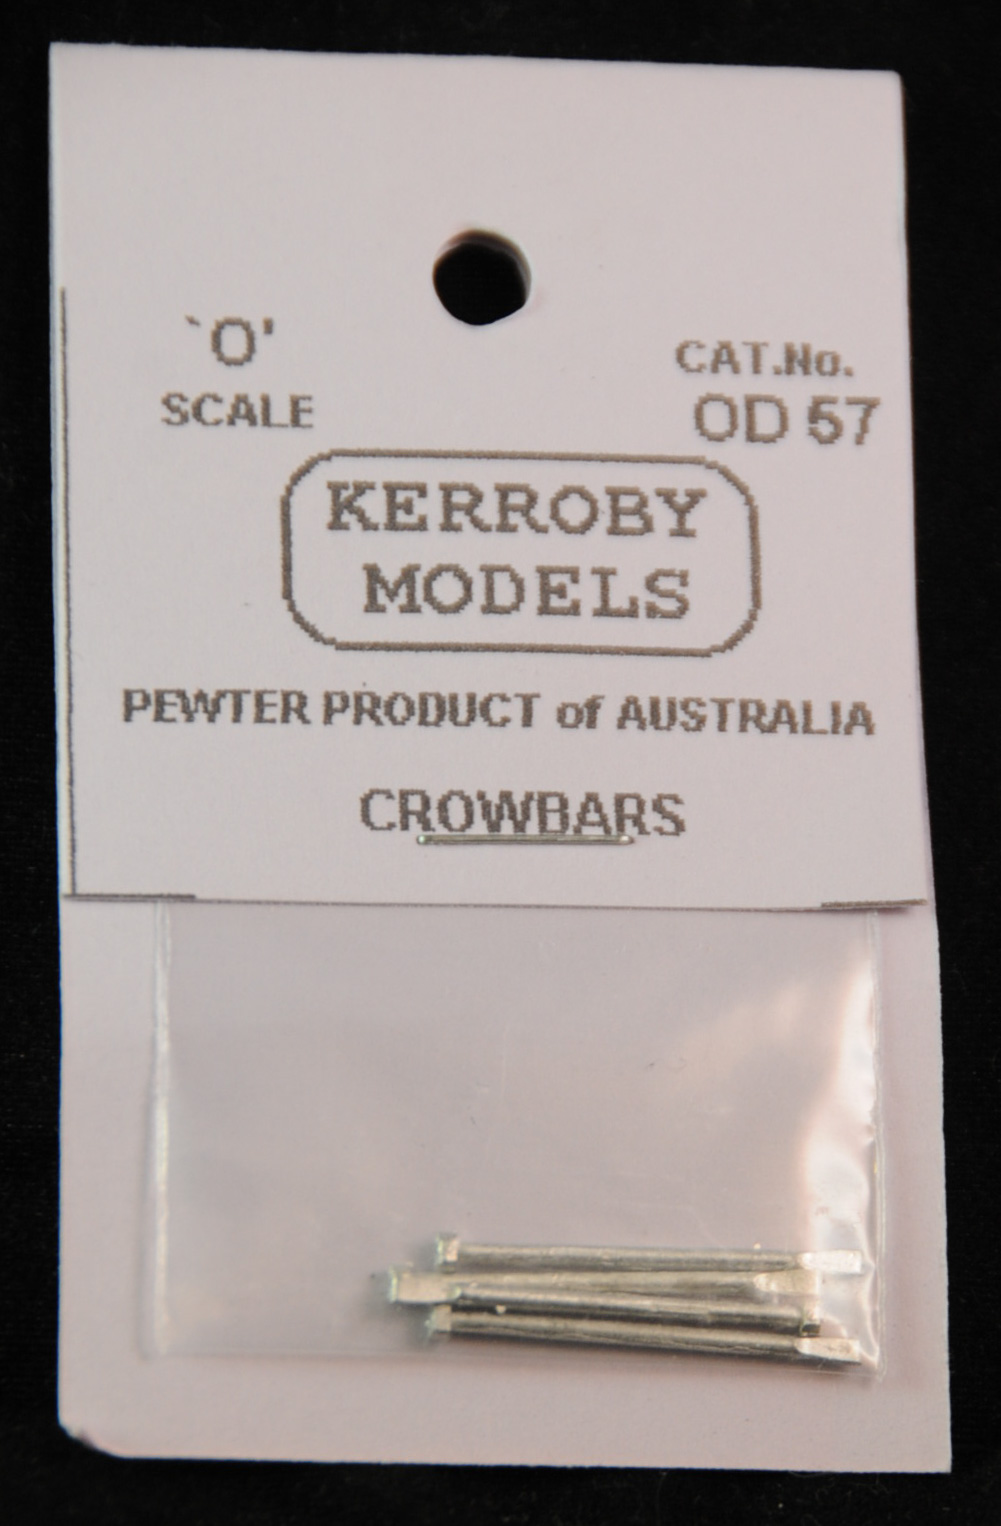 `O'
SCALE
CAT.No.
OD 57
KERROBY
MODELS
PEWTER PRODUCT of AUSTRALIA
CROWBARS